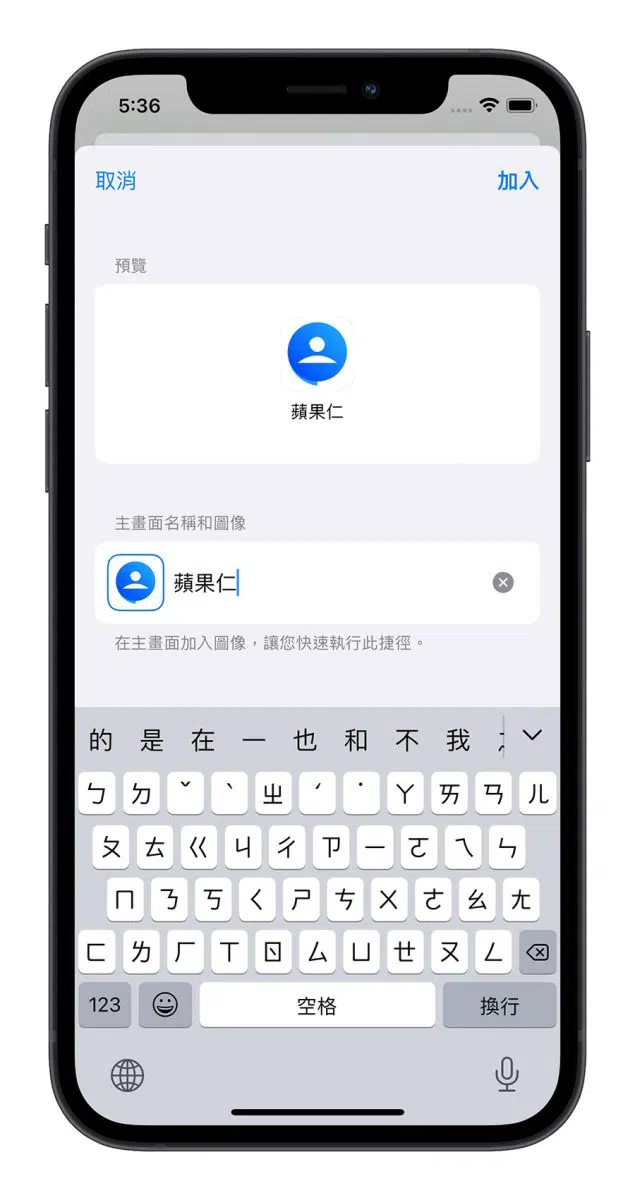 5:36
取消 加入
預覽
蘋果仁
主畫面名稱和圖像
蘋果仁
在主畫面加入圖像，讓您快速執行此捷徑。
的 是 在 一 也 和 不 我
ㄅ ㄉ ˇ ˋ ㄓ ˊ ˙ ㄚ ㄞ ㄢ ㄦ
ㄆ ㄊ ㄍ ㄐ ㄔ ㄗ ㄧ ㄛ ㄟ ㄣ
ㄇ ㄋ ㄎ ㄑ ㄕ ㄘ ㄨ ㄜ ㄠ ㄤ
ㄈ ㄌ ㄏ ㄒ ㄖ ㄙ ㄩ ㄝ ㄡ ㄥ
123 空格 換行